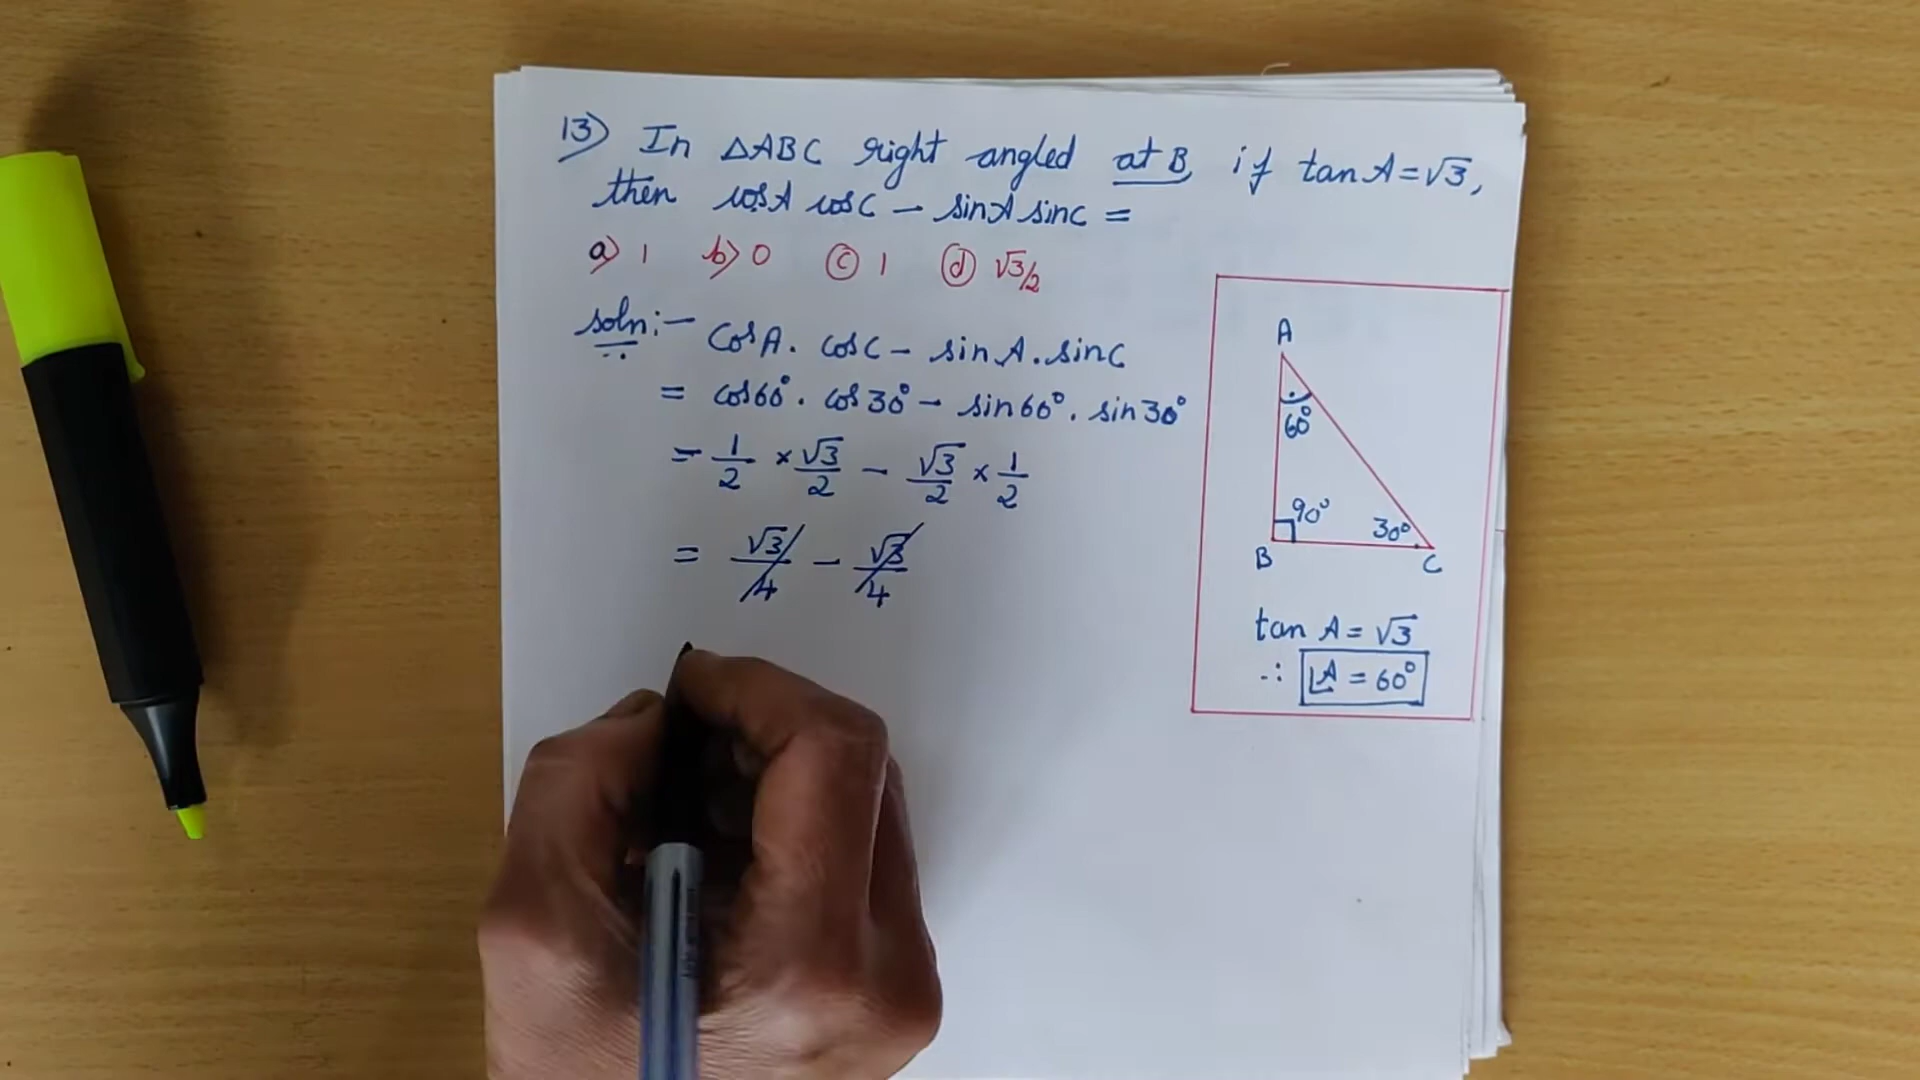 13) In △ABC right angled at B, if tan A = √3,
then cosA cosC – sinA sinC =
a) 1 b) 0 ⓒ 1 ⓓ √3/2
soln:– CosA. cosC – sinA. sinC
= cos60°. cos30° – sin60°. sin30°
= 1/2 × √3/2 – √3/2 × 1/2
= √3/4 – √3/4
A
60°
90°
30°
B
C
tan A = √3
∴ ∠A = 60°